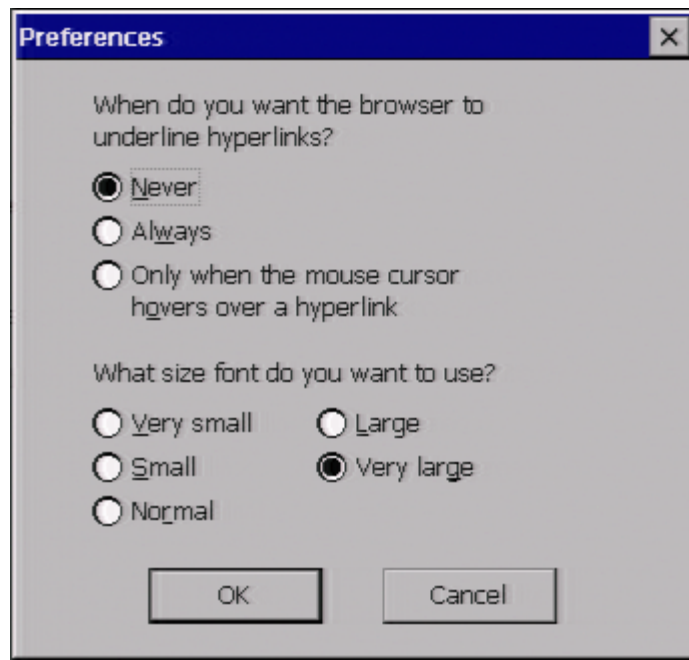 Preferences
When do you want the browser to
underline hyperlinks?
Never
Always
Only when the mouse cursor
hovers over a hyperlink
What size font do you want to use?
Very small
Large
Small
Very large
Normal
OK
Cancel